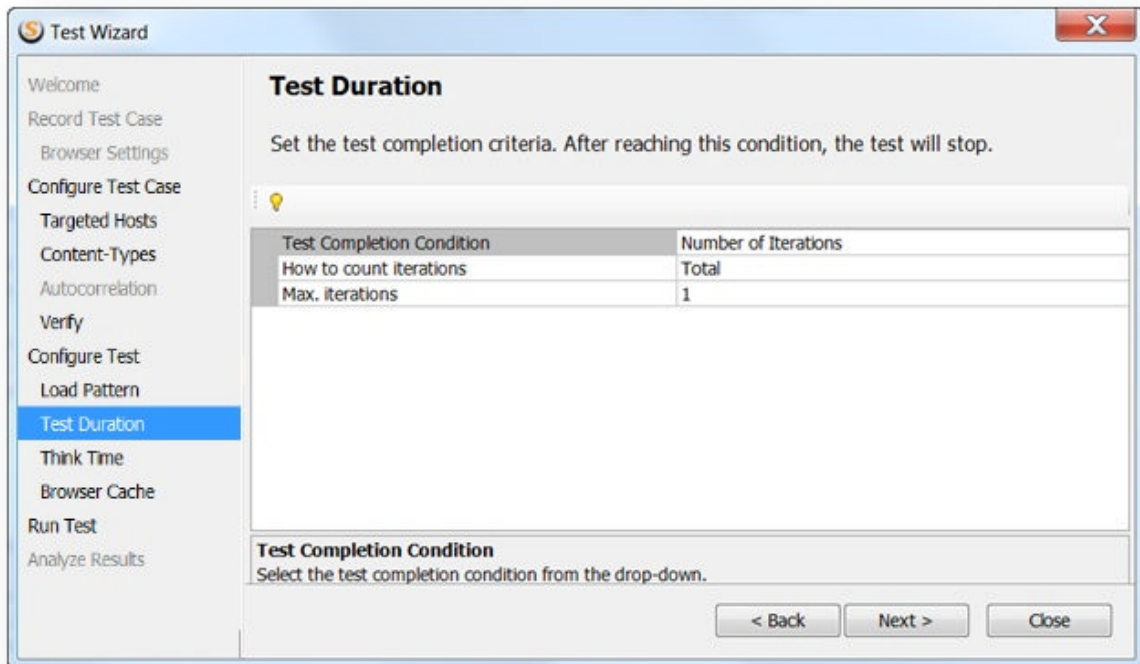 Test Wizard
Welcome
Record Test Case
Browser Settings
Configure Test Case
Targeted Hosts
Content-Types
Autocorrelation
Verify
Configure Test
Load Pattern
Test Duration
Think Time
Browser Cache
Run Test
Analyze Results
Test Duration
Set the test completion criteria. After reaching this condition, the test will stop.
Test Completion Condition Number of Iterations
How to count iterations Total
Max. iterations 1
Test Completion Condition
Select the test completion condition from the drop-down.
< Back Next > Close